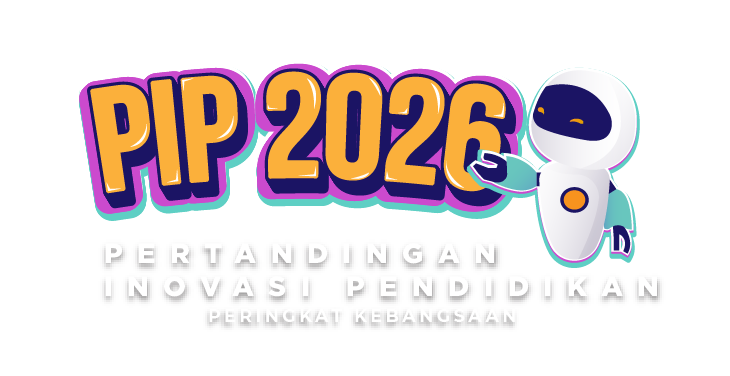 PIP 2026
PERTANDINGAN
INOVASI PENDIDIKAN
PERINGKAT KEBANGSAAN